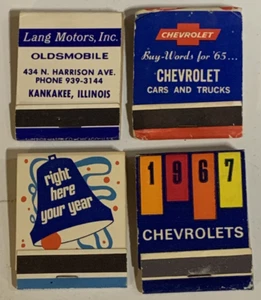 Lang Motors, Inc.
OLDSMOBILE
434 N. HARRISON AVE.
PHONE 939-3144
KANKAKEE, ILLINOIS
CHEVROLET
Buy-Words for '65...
CHEVROLET
CARS AND TRUCKS
right
here
your year
1967
CHEVROLETS